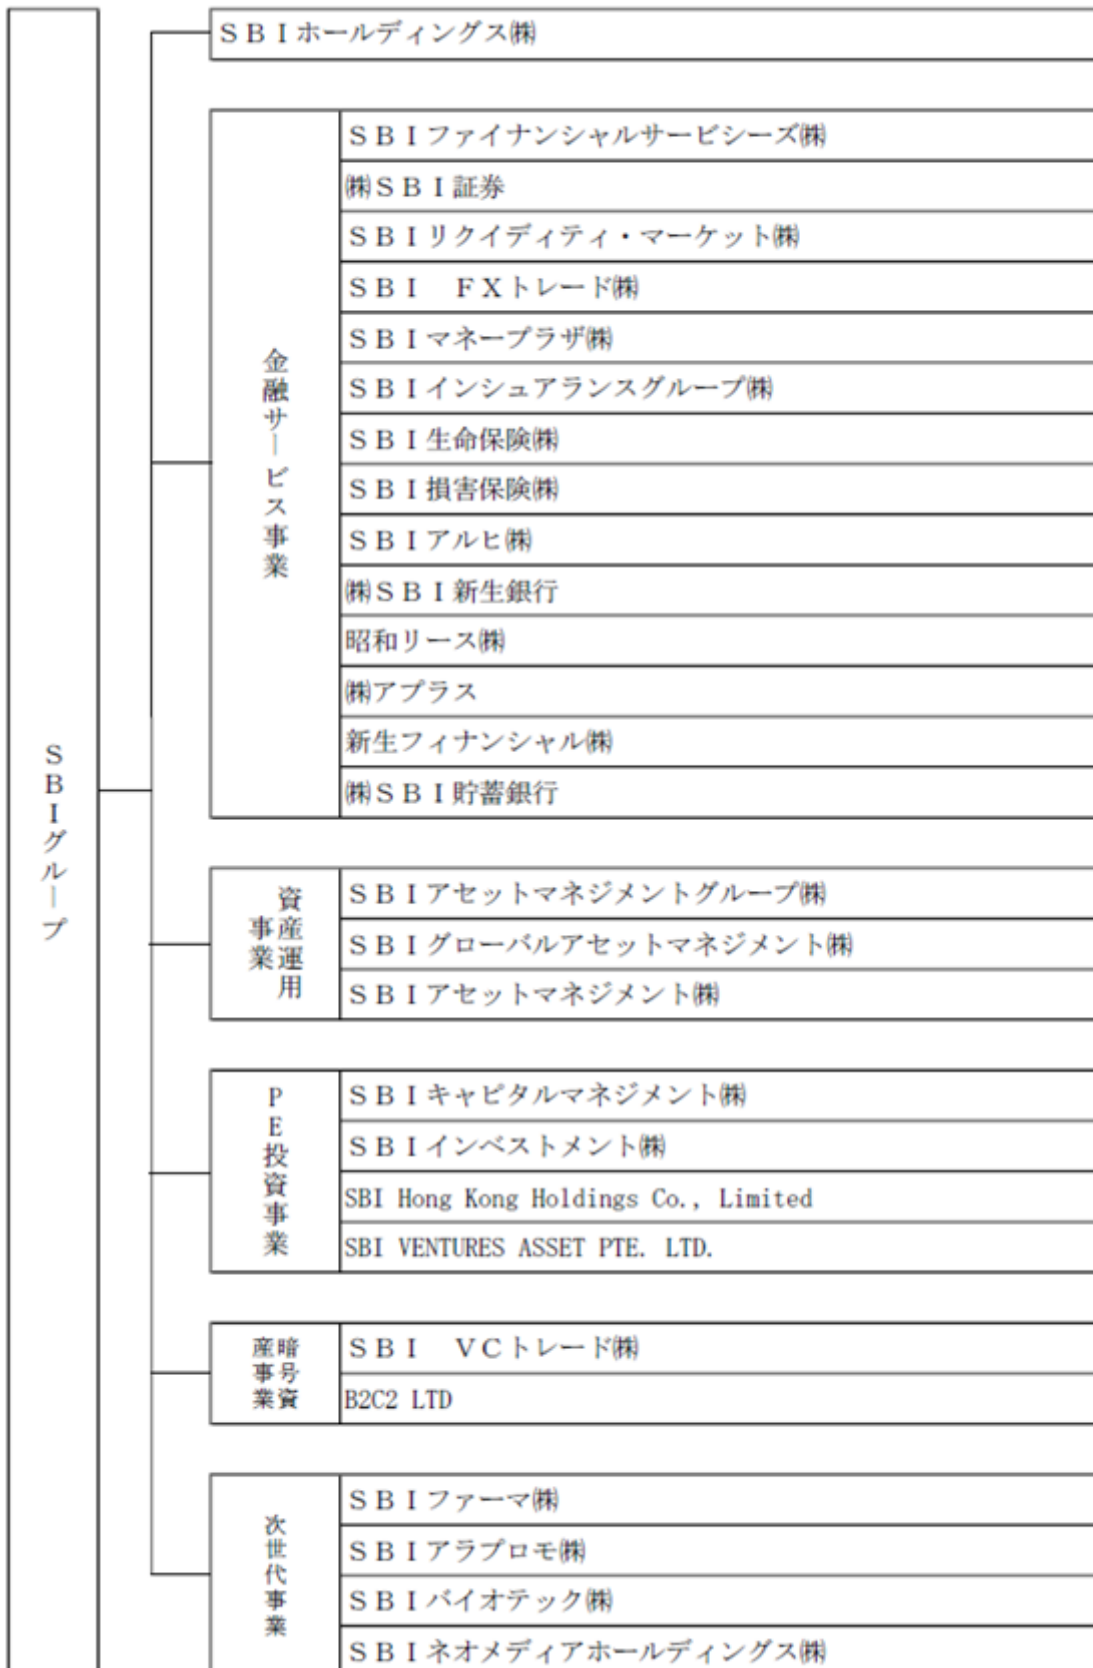 SBIグループ
SBIホールディングス㈱
金融サービス事業
SBIファイナンシャルサービシーズ㈱
㈱SBI証券
SBIリクイディティ・マーケット㈱
SBI FXトレード㈱
SBIマネープラザ㈱
SBIインシュアランスグループ㈱
SBI生命保険㈱
SBI損害保険㈱
SBIアルヒ㈱
㈱SBI新生銀行
昭和リース㈱
㈱アプラス
新生フィナンシャル㈱
㈱SBI貯蓄銀行
資産運用
事業
SBIアセットマネジメントグループ㈱
SBIグローバルアセットマネジメント㈱
SBIアセットマネジメント㈱
PE投資事業
SBIキャピタルマネジメント㈱
SBIインベストメント㈱
SBI Hong Kong Holdings Co., Limited
SBI VENTURES ASSET PTE. LTD.
暗号資
産事業
SBI VCトレード㈱
B2C2 LTD
次世代事業
SBIファーマ㈱
SBIアラプロモ㈱
SBIバイオテック㈱
SBIネオメディアホールディングス㈱